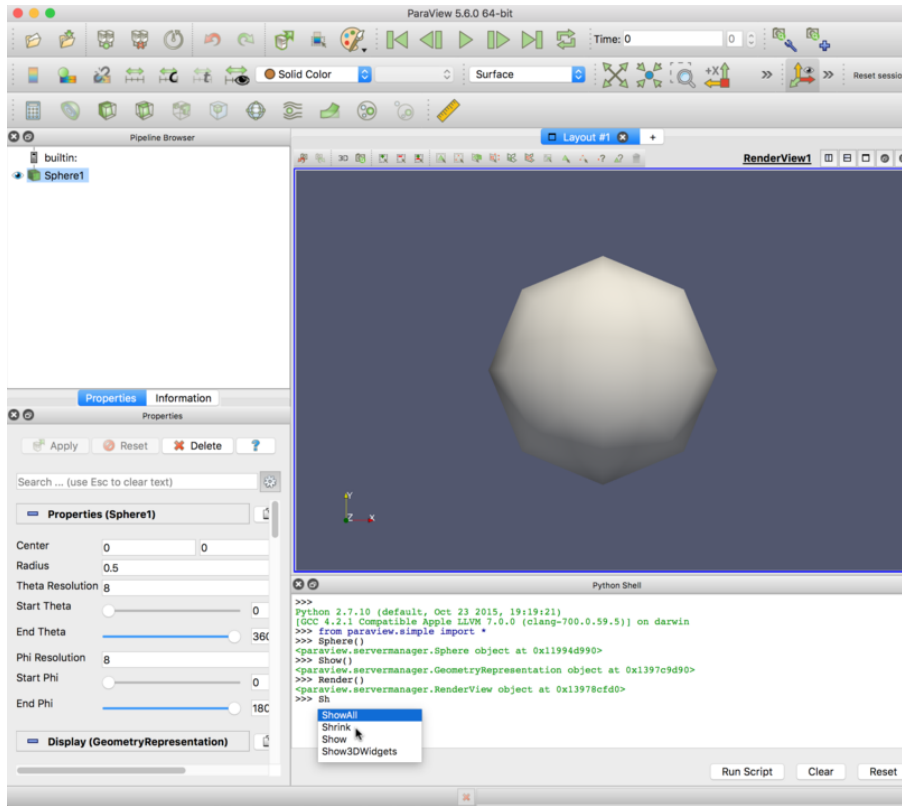 ParaView 5.6.0 64-bit
Time: 0 0
Solid Color Surface +X Reset sessio
Pipeline Browser
builtin:
Sphere1
Layout #1 +
3D RenderView1
Y
Z X
Properties Information
Properties
Apply Reset Delete ?
Search ... (use Esc to clear text)
Properties (Sphere1)
Center 0 0
Radius 0.5
Theta Resolution 8
Start Theta 0
End Theta 360
Phi Resolution 8
Start Phi 0
End Phi 180
Display (GeometryRepresentation)
Python Shell
>>>
Python 2.7.10 (default, Oct 23 2015, 19:19:21)
[GCC 4.2.1 Compatible Apple LLVM 7.0.0 (clang-700.0.59.5)] on darwin
>>> from paraview.simple import *
>>> Sphere()
<paraview.servermanager.Sphere object at 0x11994d990>
>>> Show()
<paraview.servermanager.GeometryRepresentation object at 0x1397c9d90>
>>> Render()
<paraview.servermanager.RenderView object at 0x13978cfd0>
>>> Sh
ShowAll
Shrink
Show
Show3DWidgets
Run Script Clear Reset